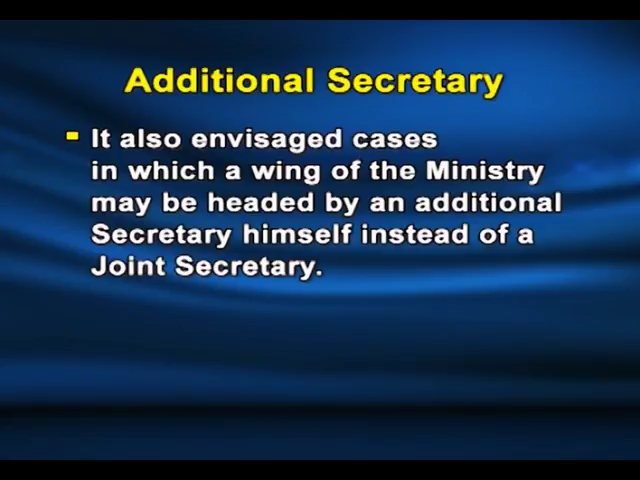 Additional Secretary
It also envisaged cases
in which a wing of the Ministry
may be headed by an additional
Secretary himself instead of a
Joint Secretary.